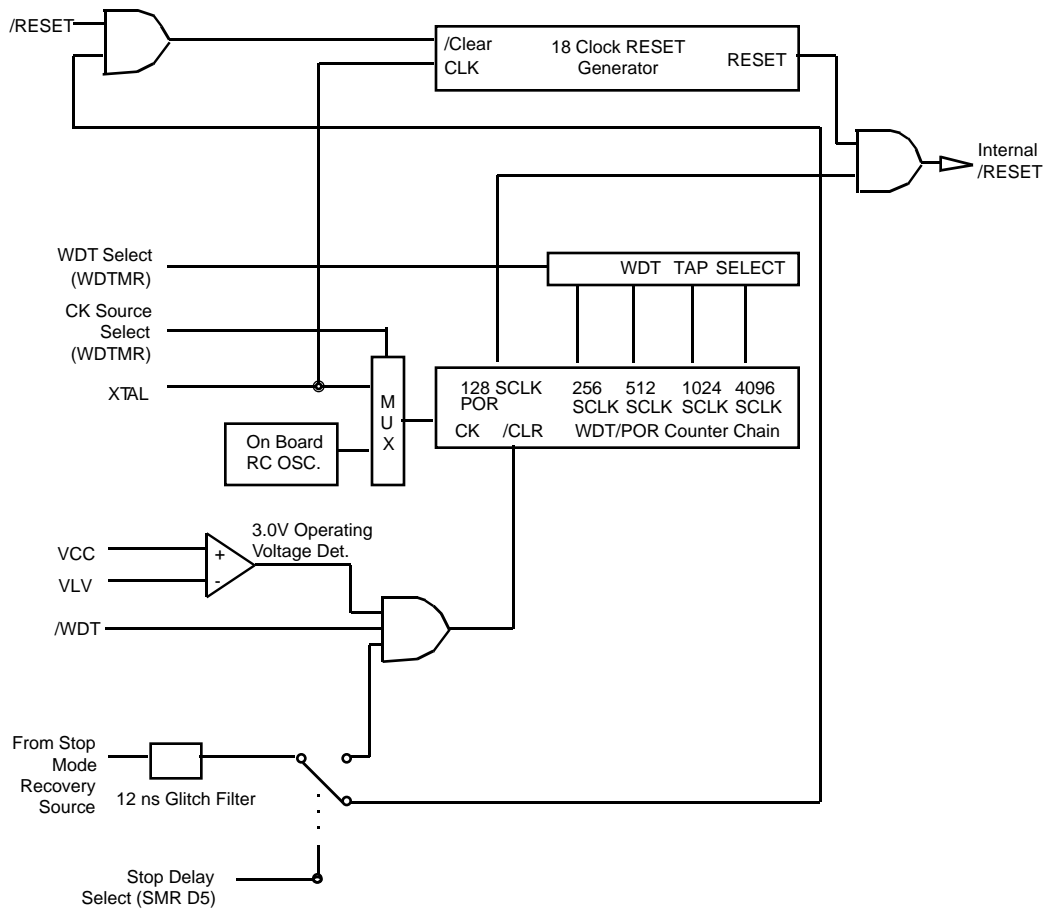 /RESET
/Clear
CLK
18 Clock RESET
Generator
RESET
Internal
/RESET
WDT Select
(WDTMR)
WDT TAP SELECT
CK Source
Select
(WDTMR)
XTAL
M
U
X
128 SCLK
POR
256
SCLK
512
SCLK
1024
SCLK
4096
SCLK
CK
/CLR
WDT/POR Counter Chain
On Board
RC OSC.
3.0V Operating
Voltage Det.
VCC
+
VLV
-
/WDT
From Stop
Mode
Recovery
Source
12 ns Glitch Filter
Stop Delay
Select (SMR D5)